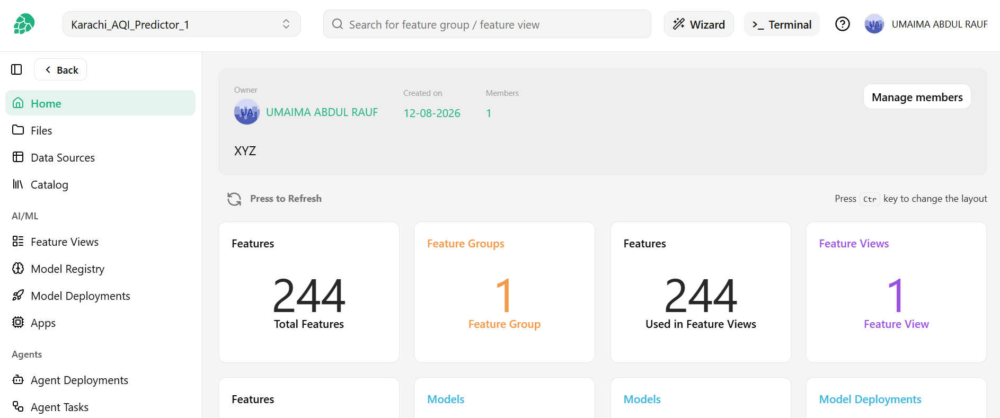 Karachi_AQI_Predictor_1
Search for feature group / feature view
Wizard
>_ Terminal
UA
UMAIMA ABDUL RAUF
Back
Home
Files
Data Sources
Catalog
AI/ML
Feature Views
Model Registry
Model Deployments
Apps
Agents
Agent Deployments
Agent Tasks
Owner
UA
UMAIMA ABDUL RAUF
Created on
12-08-2026
Members
1
Manage members
XYZ
Press to Refresh
Press Ctr key to change the layout
Features
244
Total Features
Feature Groups
1
Feature Group
Features
244
Used in Feature Views
Feature Views
1
Feature View
Features
Models
Models
Model Deployments